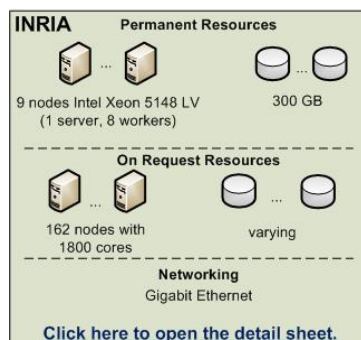 INRIA Permanent Resources
... ...
9 nodes Intel Xeon 5148 LV 300 GB
(1 server, 8 workers)
On Request Resources
... ...
162 nodes with varying
1800 cores
Networking
Gigabit Ethernet
Click here to open the detail sheet.